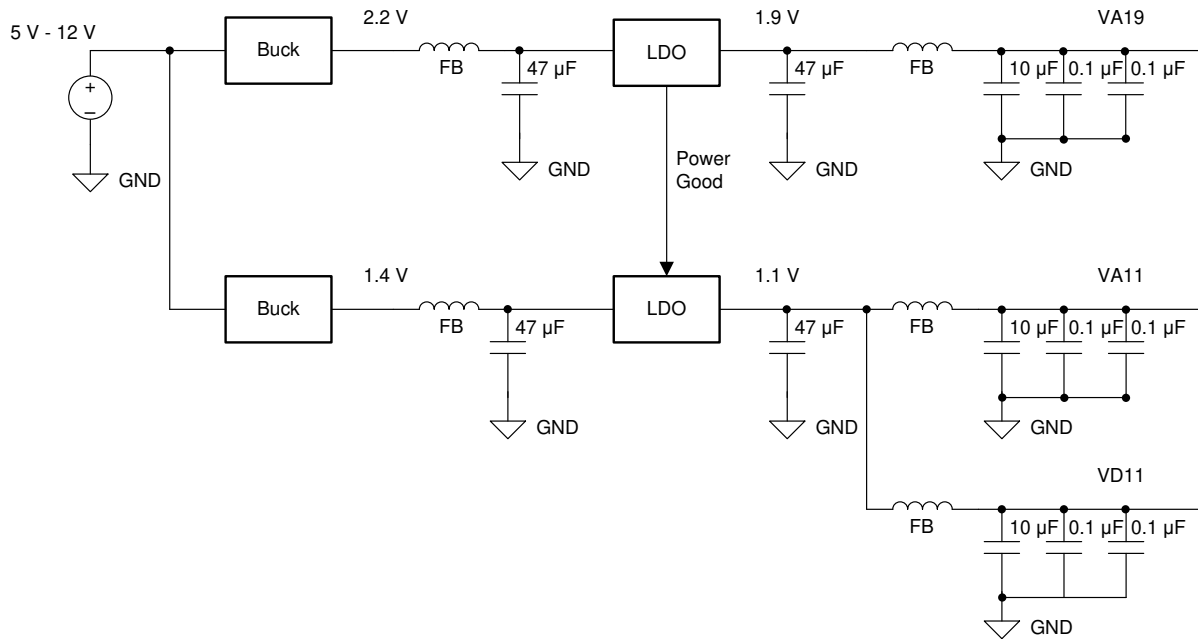 5 V - 12 V
+
–
GND
Buck
2.2 V
FB
47 µF
GND
LDO
1.9 V
47 µF
GND
FB
VA19
10 µF
0.1 µF
0.1 µF
GND
Power
Good
Buck
1.4 V
FB
47 µF
GND
LDO
1.1 V
47 µF
GND
FB
VA11
10 µF
0.1 µF
0.1 µF
GND
FB
VD11
10 µF
0.1 µF
0.1 µF
GND